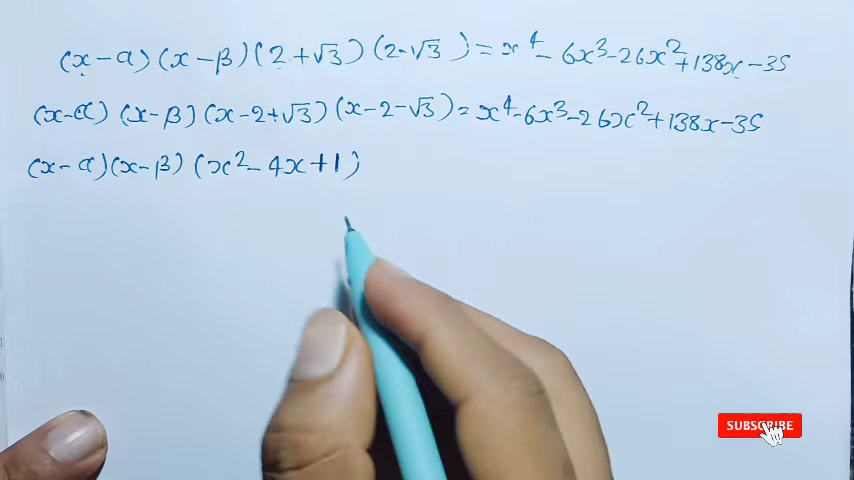 (x-α)(x-β)(2+√3)(2-√3)=x⁴-6x³-26x²+138x-35
(x-α)(x-β)(x-2+√3)(x-2-√3)=x⁴-6x³-26x²+138x-35
(x-α)(x-β)(x²-4x+1)
SUBSCRIBE